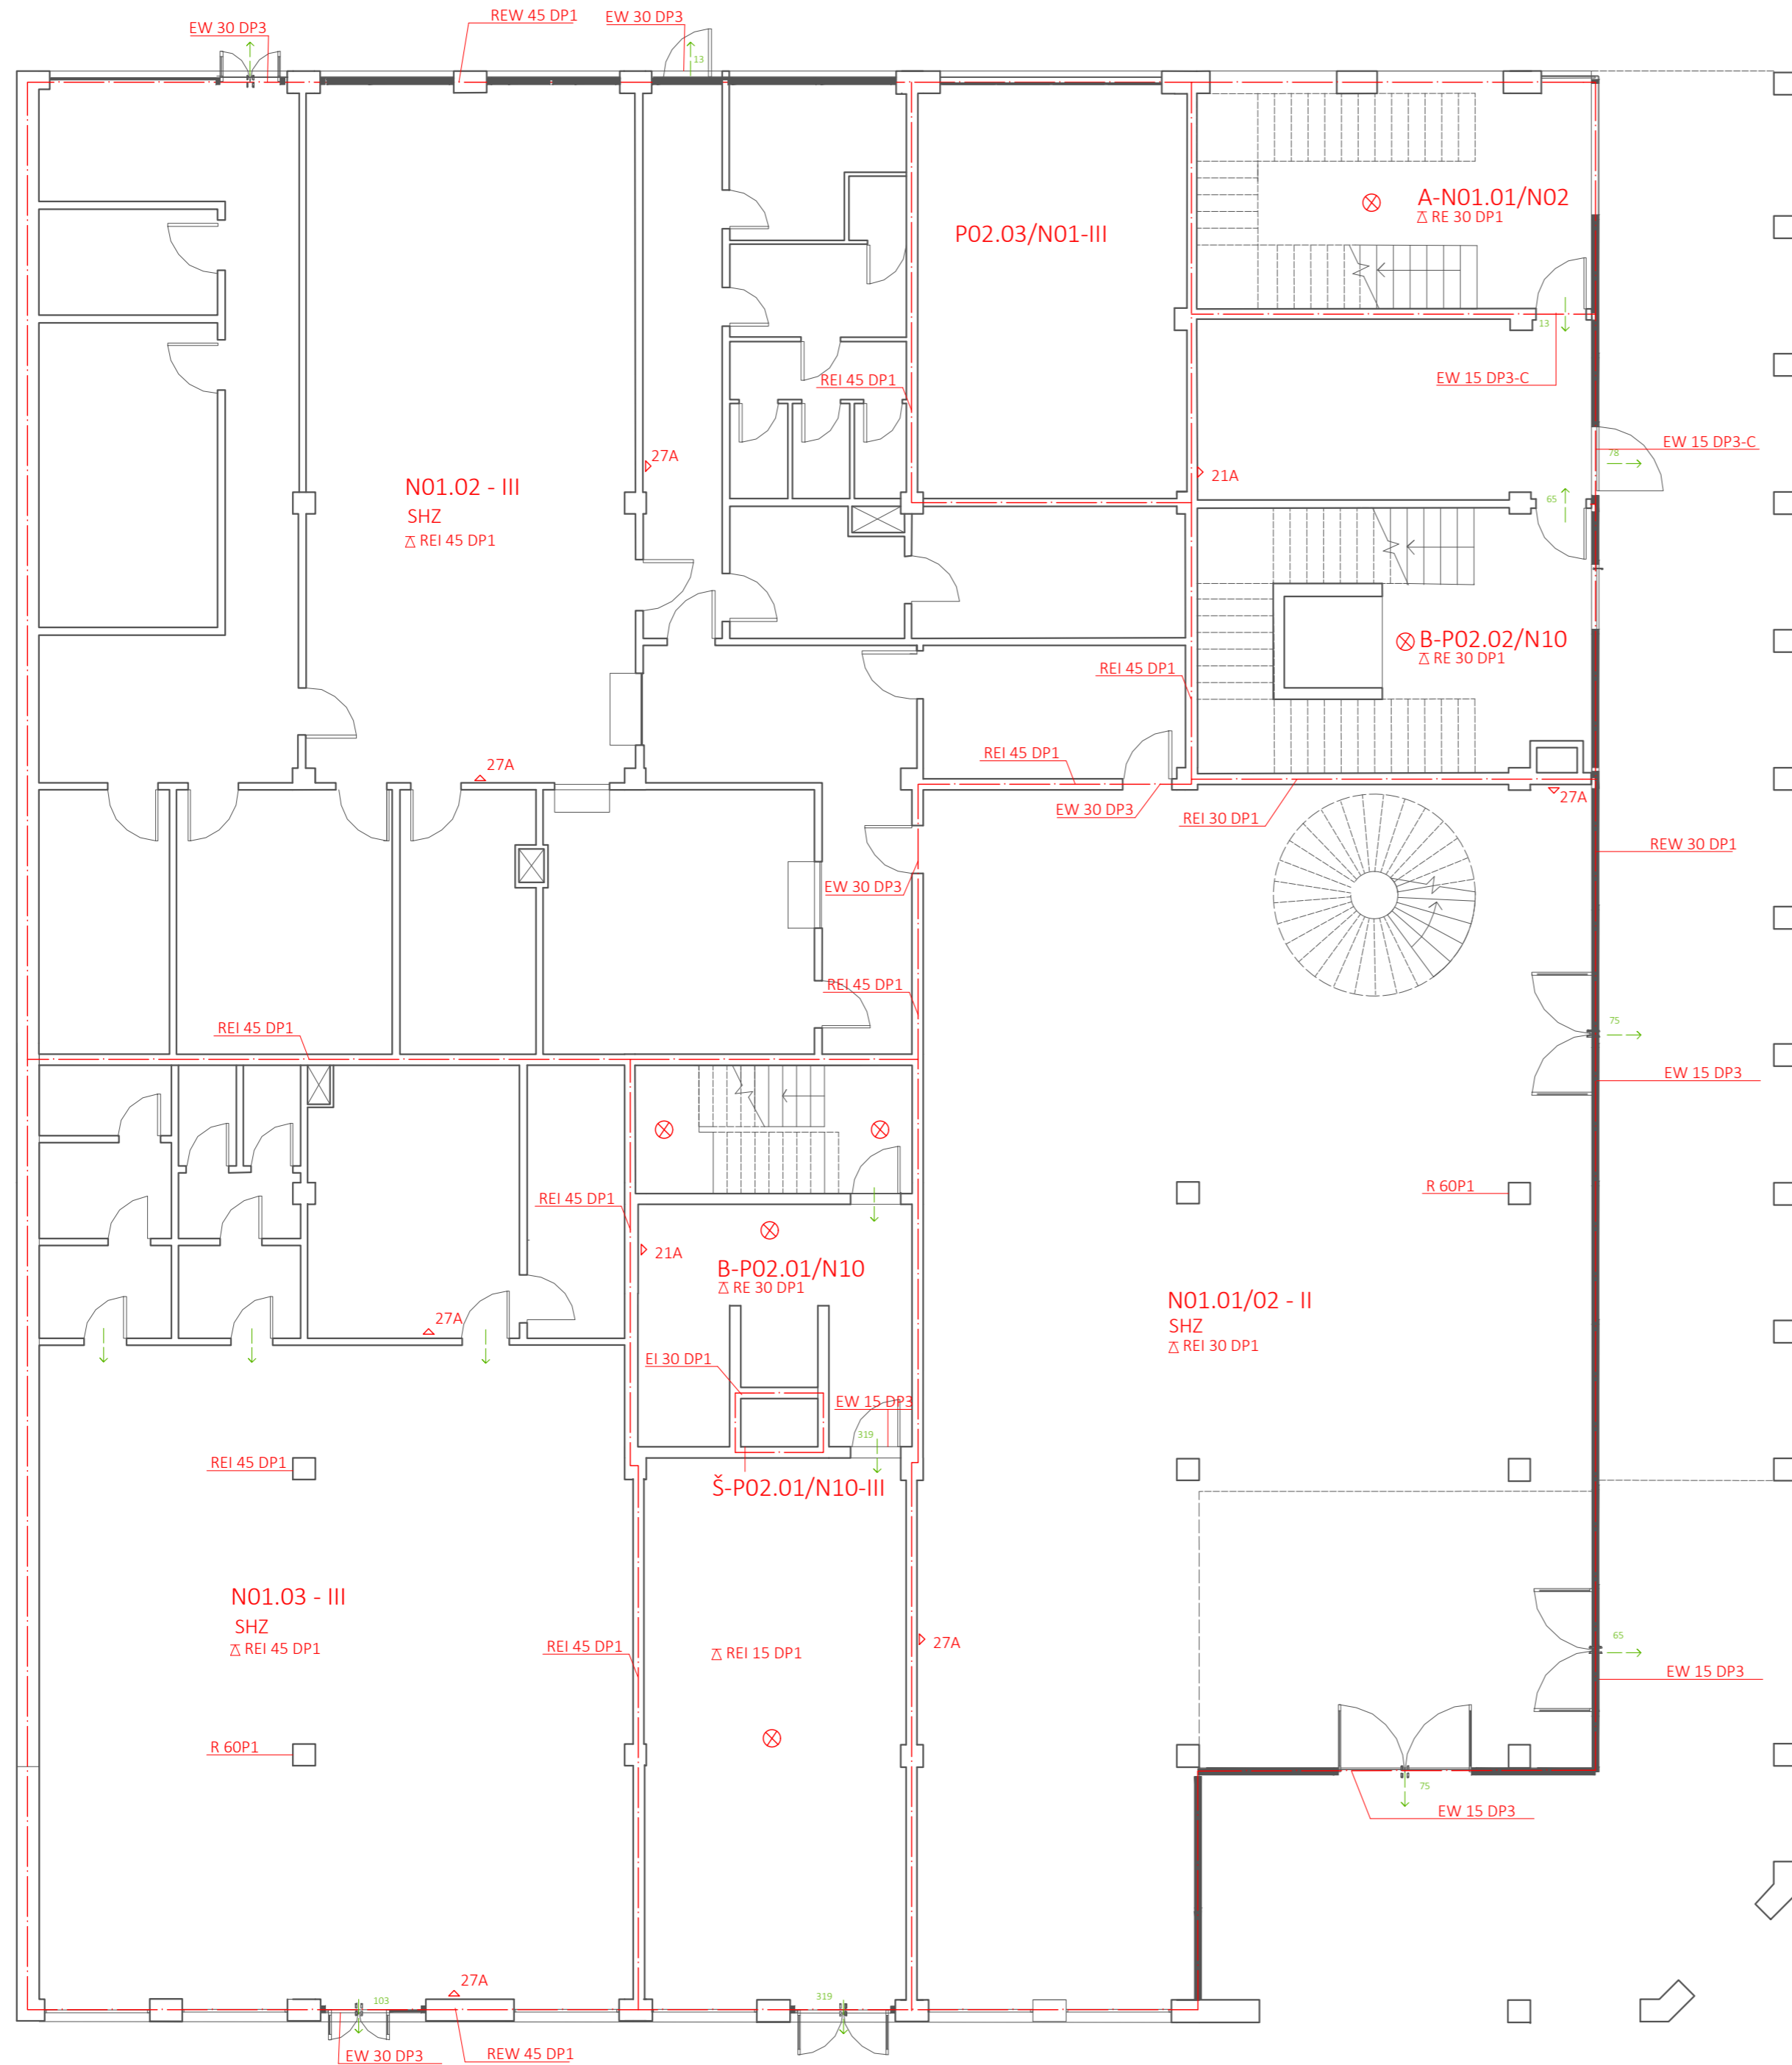 REW 45 DP1
EW 30 DP3
EW 30 DP3
13
A-N01.01/N02
RE 30 DP1
P02.03/N01-III
13
REI 45 DP1
EW 15 DP3-C
EW 15 DP3-C
78
27A
21A
N01.02 - III
SHZ
REI 45 DP1
65
B-P02.02/N10
RE 30 DP1
REI 45 DP1
REI 45 DP1
27A
27A
EW 30 DP3
REI 30 DP1
REW 30 DP1
EW 30 DP3
REI 45 DP1
75
REI 45 DP1
EW 15 DP3
REI 45 DP1
R 60P1
21A
B-P02.01/N10
RE 30 DP1
N01.01/02 - II
SHZ
REI 30 DP1
27A
EI 30 DP1
EW 15 DP3
319
REI 45 DP1
Š-P02.01/N10-III
N01.03 - III
SHZ
REI 45 DP1
REI 45 DP1
REI 15 DP1
27A
65
EW 15 DP3
R 60P1
75
EW 15 DP3
27A
103
319
EW 30 DP3
REW 45 DP1